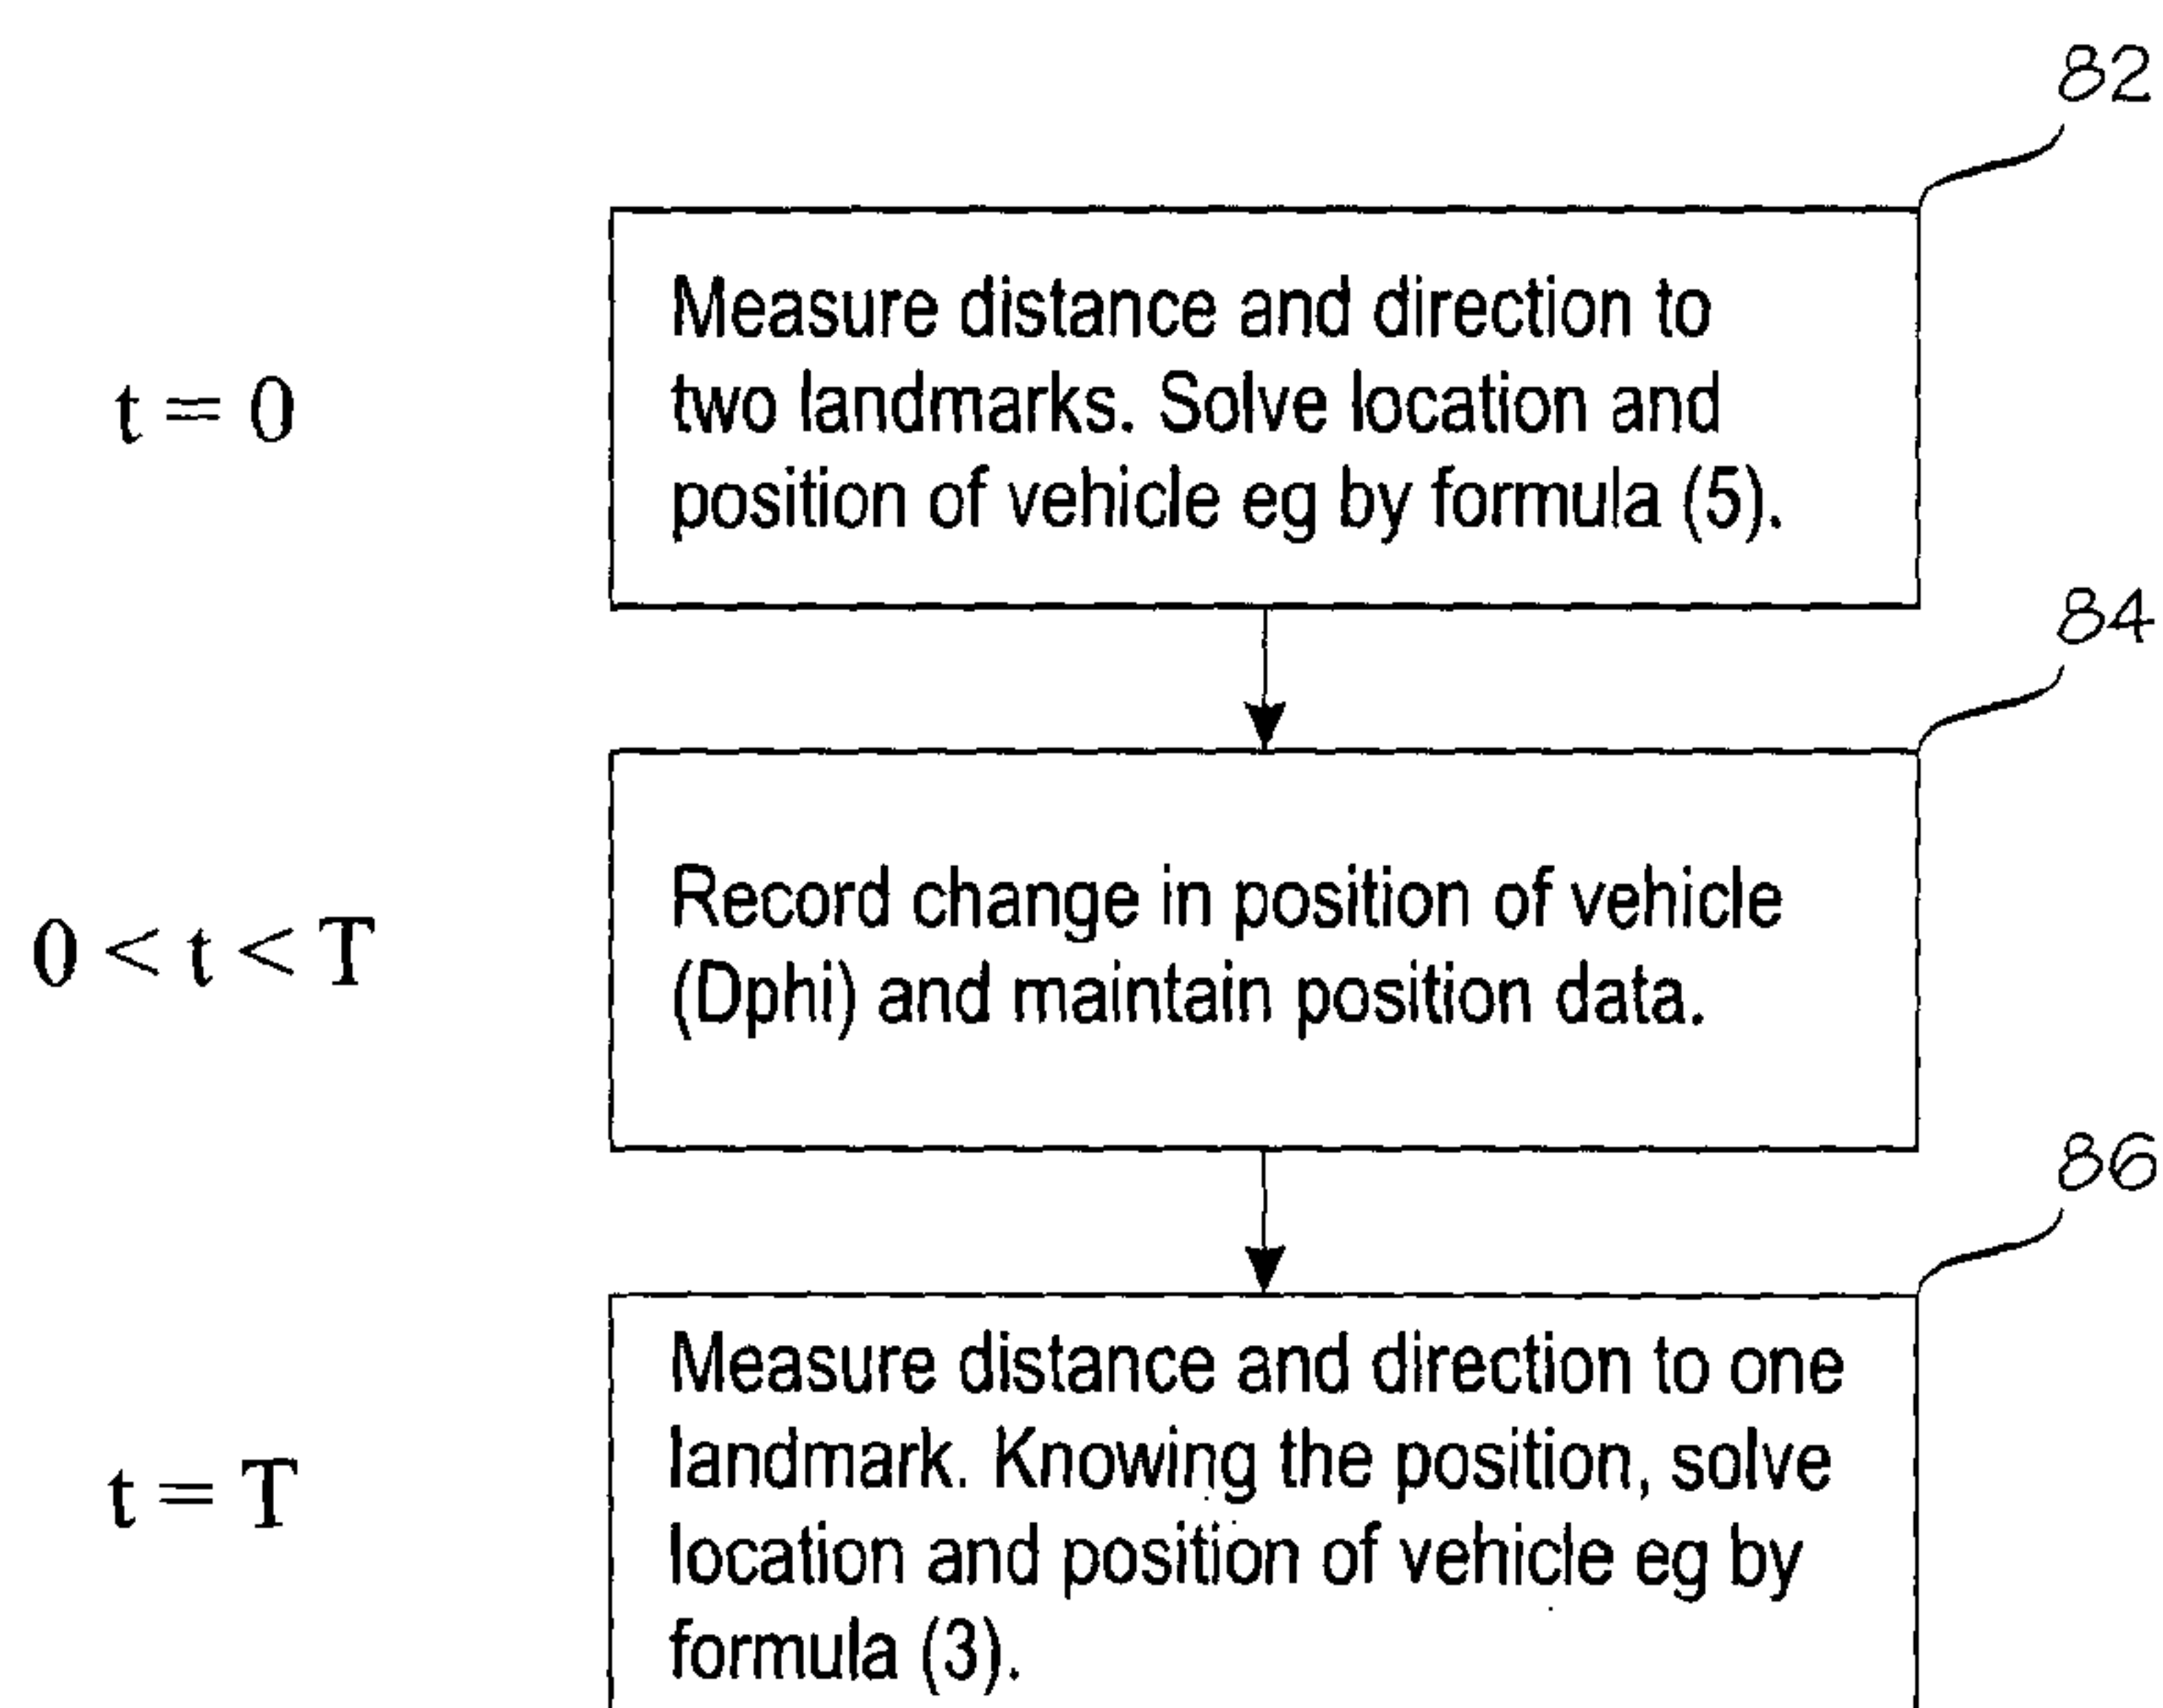 82
Measure distance and direction to
t = 0
two landmarks. Solve location and
position of vehicle eg by formula (5).
84
Record change in position of vehicle
0 < t < T
(Dphi) and maintain position data.
86
Measure distance and direction to one
landmark. Knowing the position, solve
t = T
location and position of vehicle eg by
formula (3).